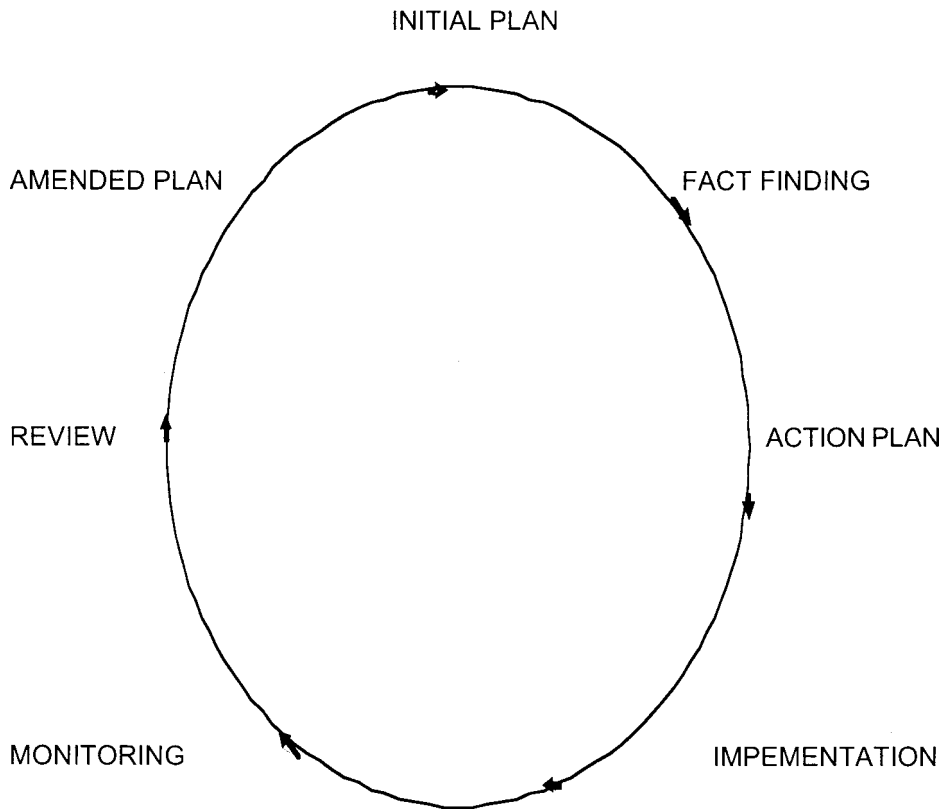 INITIAL PLAN
AMENDED PLAN
FACT FINDING
REVIEW
ACTION PLAN
MONITORING
IMPEMENTATION